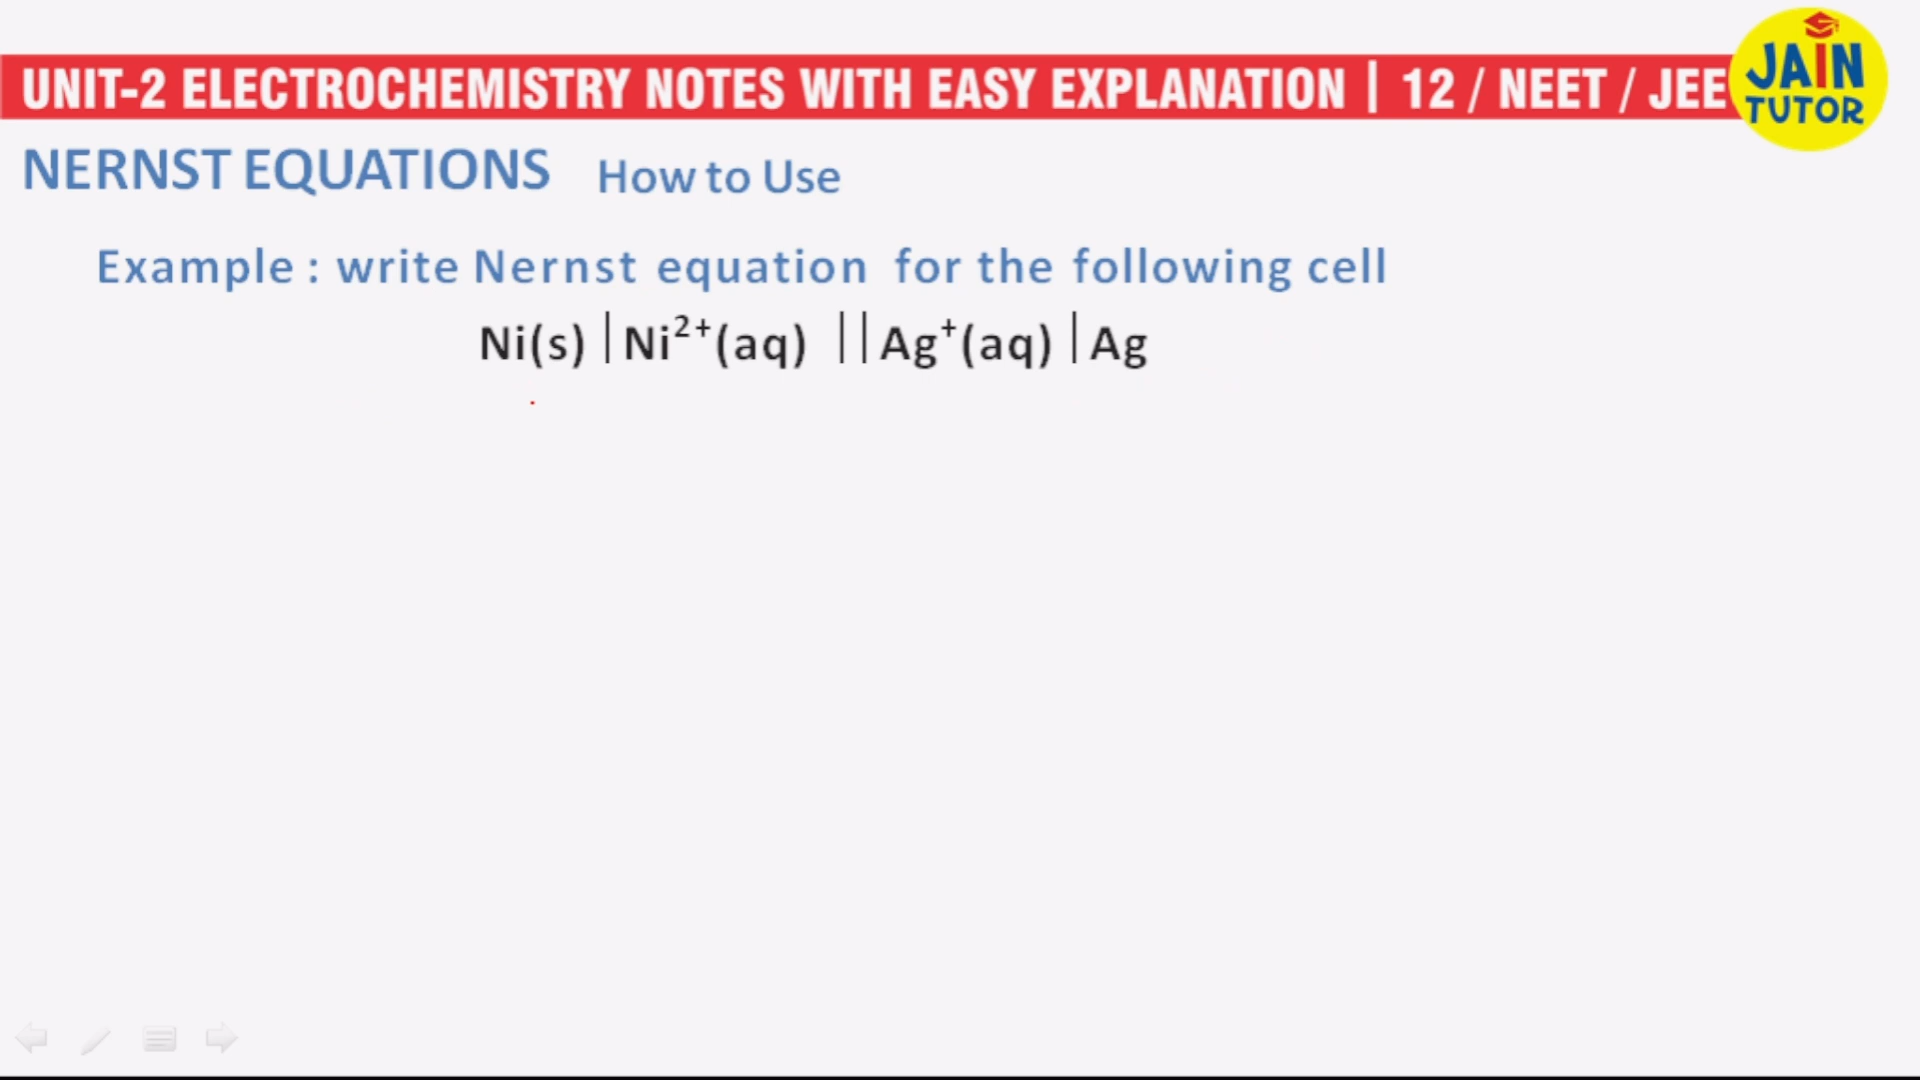 UNIT-2 ELECTROCHEMISTRY NOTES WITH EASY EXPLANATION | 12 / NEET / JEE
JAIN
TUTOR
NERNST EQUATIONS How to Use
Example : write Nernst equation for the following cell
Ni(s) |Ni²⁺(aq) ||Ag⁺(aq) |Ag